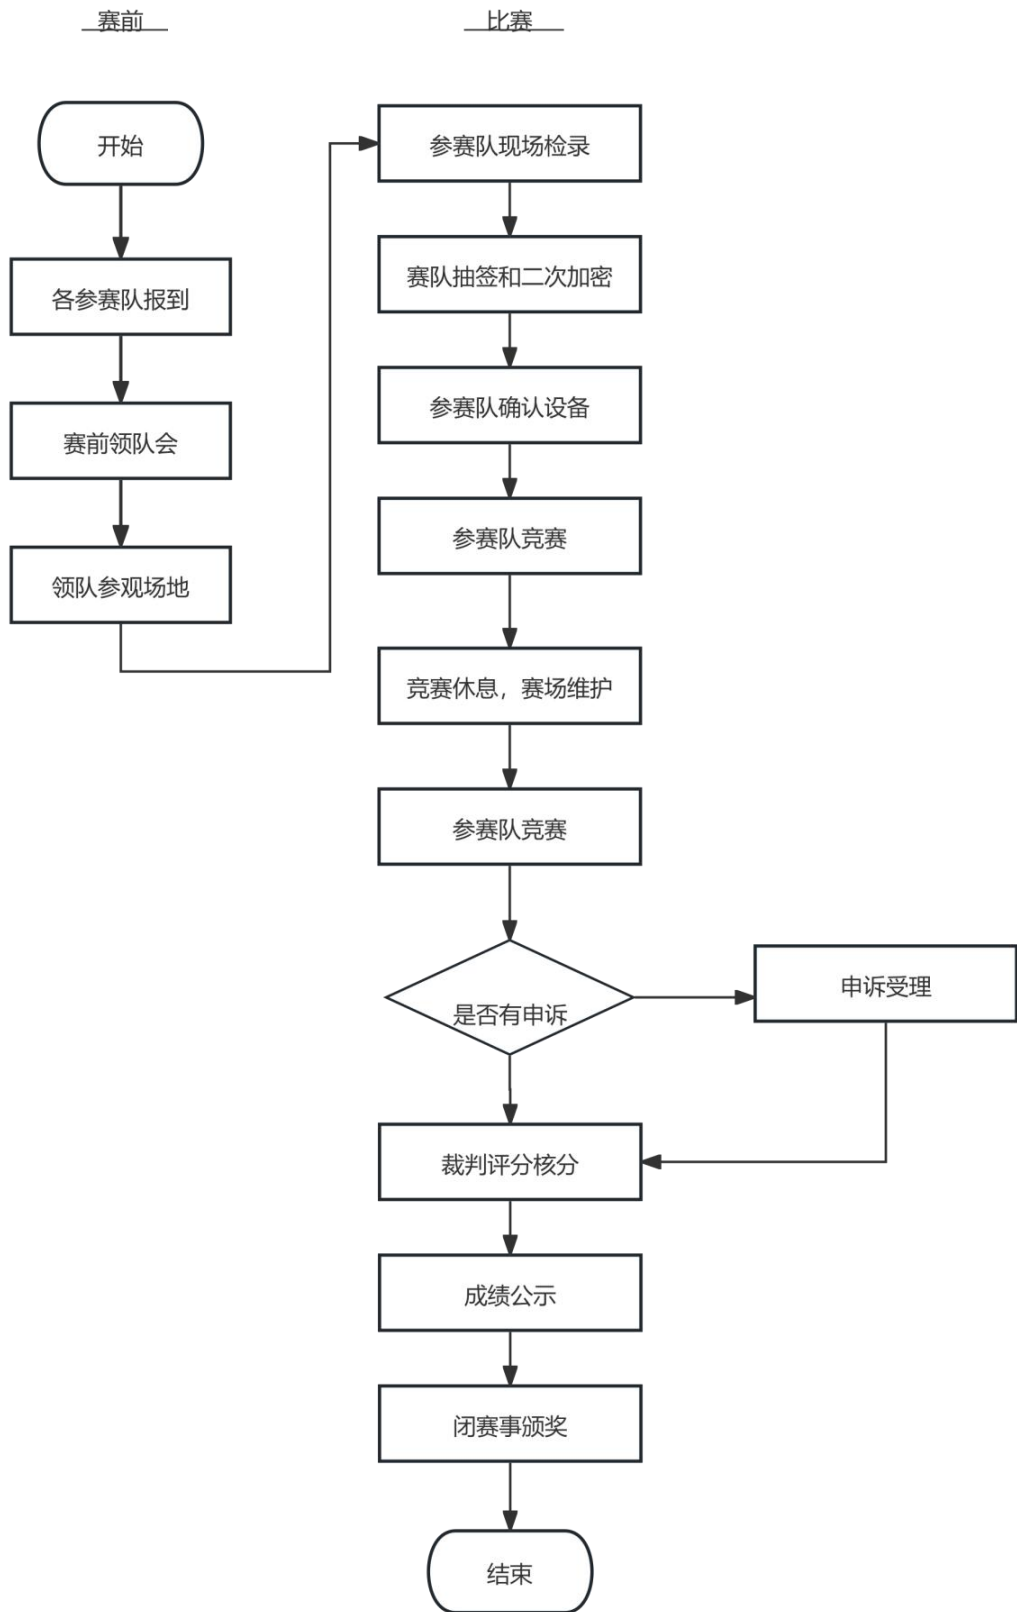 赛前
比赛
开始
各参赛队报到
赛前领队会
领队参观场地
参赛队现场检录
赛队抽签和二次加密
参赛队确认设备
参赛队竞赛
竞赛休息，赛场维护
参赛队竞赛
是否有申诉
申诉受理
裁判评分核分
成绩公示
闭赛事颁奖
结束